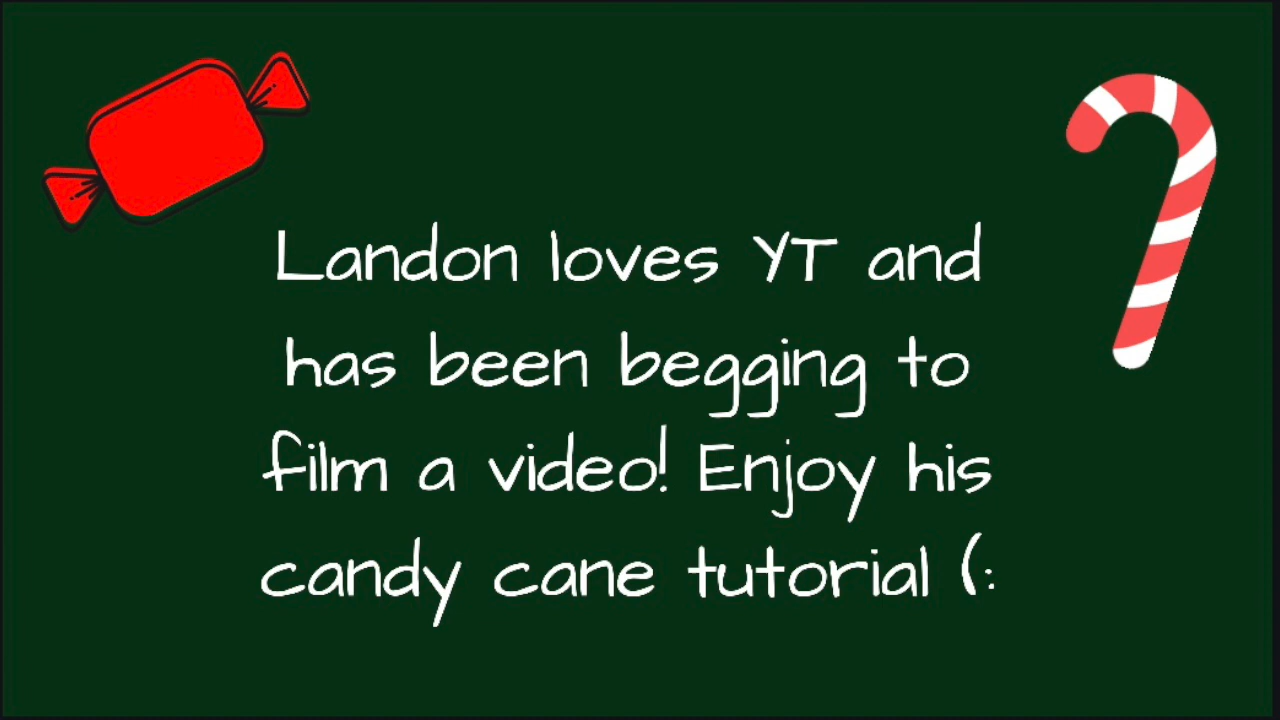 Landon loves YT and
has been begging to
film a video! Enjoy his
candy cane tutorial (: